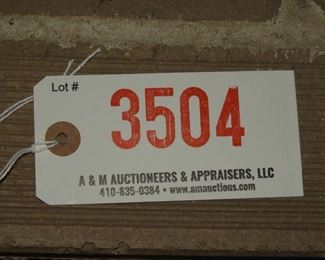 Lot #
3504
A & M AUCTIONEERS & APPRAISERS, LLC
410-835-0384 • www.amauctions.com